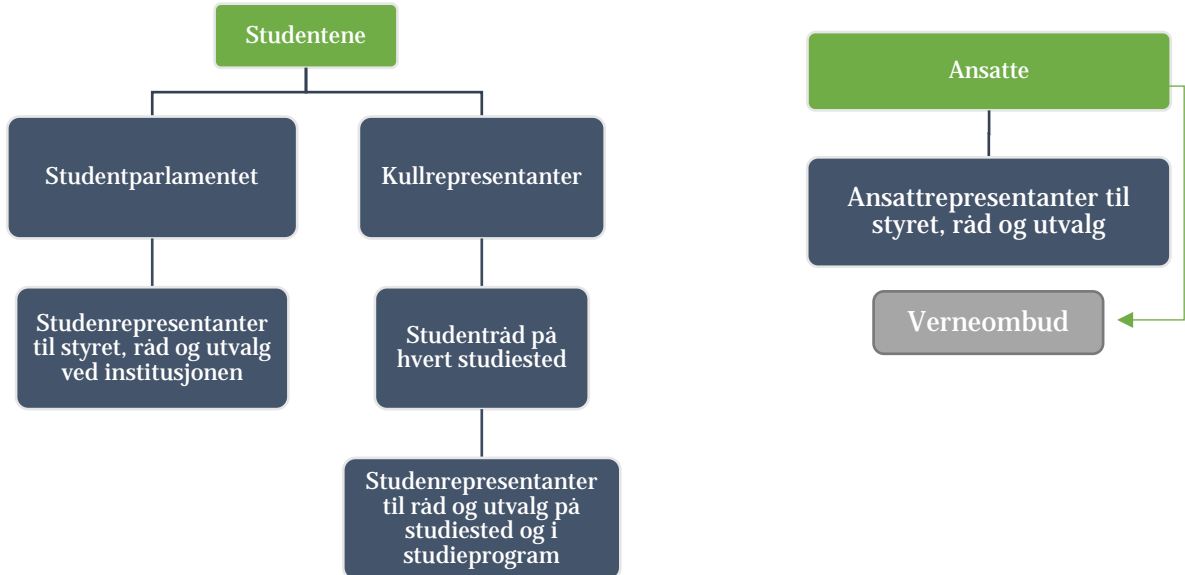 Studentene
Studentparlamentet
Kullrepresentanter
Studenrepresentanter
til styret, råd og utvalg
ved institusjonen
Studentråd på
hvert studiested
Studenrepresentanter
til råd og utvalg på
studiested og i
studieprogram
Ansatte
Ansattrepresentanter til
styret, råd og utvalg
Verneombud